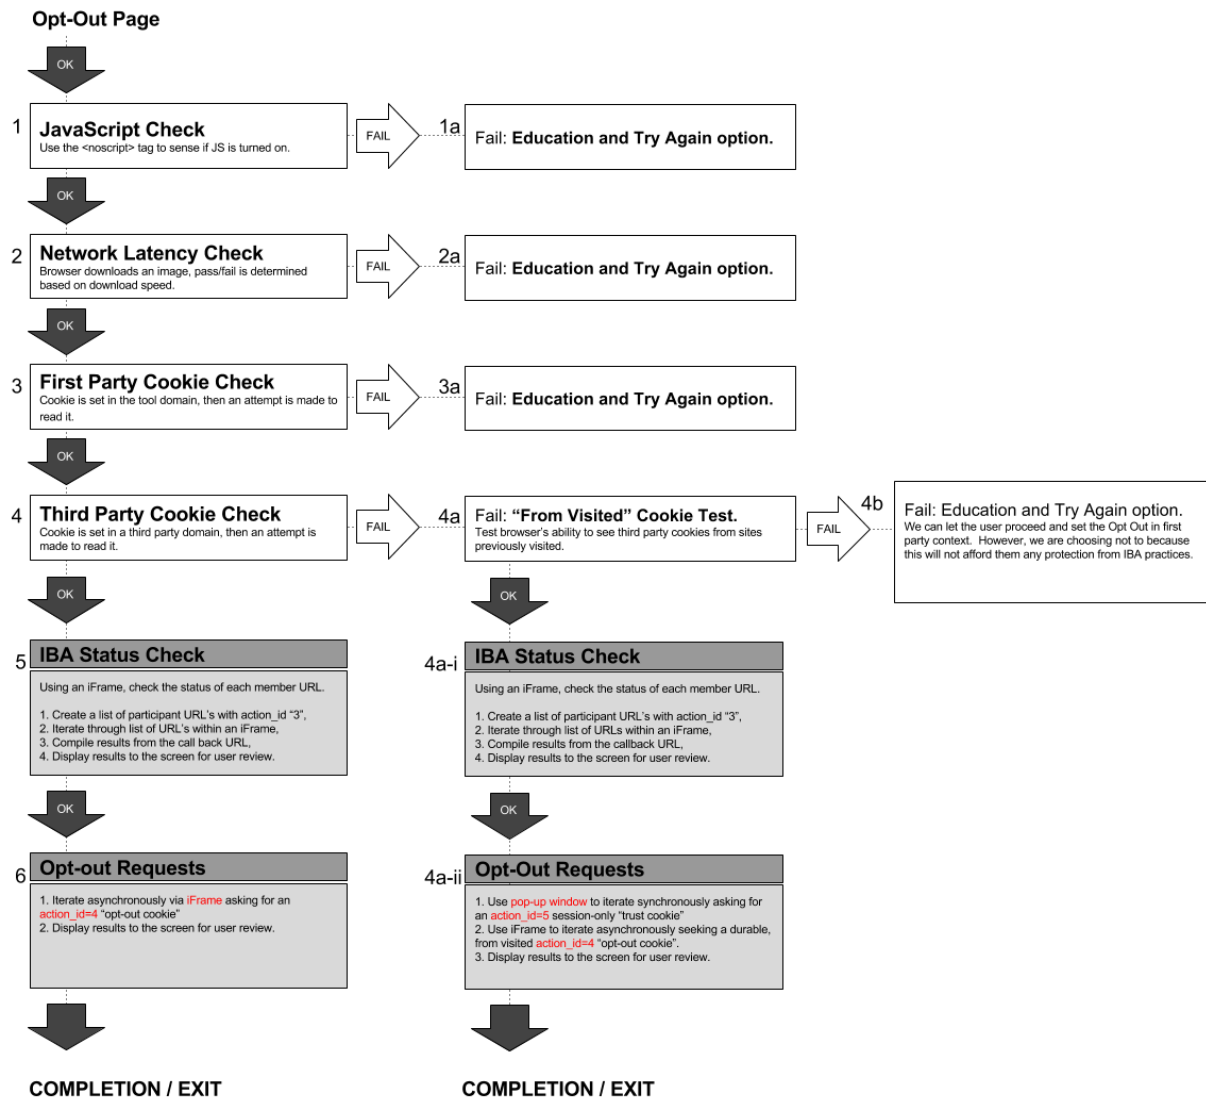 Opt-Out Page
OK
1
JavaScript Check
Use the <noscript> tag to sense if JS is turned on.
FAIL
1a
Fail: Education and Try Again option.
OK
2
Network Latency Check
Browser downloads an image, pass/fail is determined
based on download speed.
FAIL
2a
Fail: Education and Try Again option.
OK
3
First Party Cookie Check
Cookie is set in the tool domain, then an attempt is made to
read it.
FAIL
3a
Fail: Education and Try Again option.
OK
4
Third Party Cookie Check
Cookie is set in a third party domain, then an attempt is
made to read it.
FAIL
4a
Fail: “From Visited” Cookie Test.
Test browser's ability to see third party cookies from sites
previously visited.
FAIL
4b
Fail: Education and Try Again option.
We can let the user proceed and set the Opt Out in first
party context. However, we are choosing not to because
this will not afford them any protection from IBA practices.
OK
5
IBA Status Check
Using an iFrame, check the status of each member URL.
1. Create a list of participant URL's with action_id “3”,
2. Iterate through list of URL's within an iFrame,
3. Compile results from the call back URL,
4. Display results to the screen for user review.
OK
4a-i
IBA Status Check
Using an iFrame, check the status of each member URL.
1. Create a list of participant URL's with action_id “3”,
2. Iterate through list of URLs within an iFrame,
3. Compile results from the callback URL,
4. Display results to the screen for user review.
OK
6
Opt-out Requests
1. Iterate asynchronously via iFrame asking for an
action_id=4 “opt-out cookie”
2. Display results to the screen for user review.
OK
4a-ii
Opt-Out Requests
1. Use pop-up window to iterate synchronously asking for
an action_id=5 session-only “trust cookie”
2. Use iFrame to iterate asynchronously seeking a durable,
from visited action_id=4 “opt-out cookie”.
3. Display results to the screen for user review.
COMPLETION / EXIT
COMPLETION / EXIT